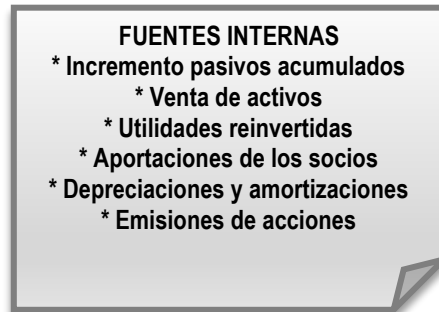 FUENTES INTERNAS
* Incremento pasivos acumulados
* Venta de activos
* Utilidades reinvertidas
* Aportaciones de los socios
* Depreciaciones y amortizaciones
* Emisiones de acciones